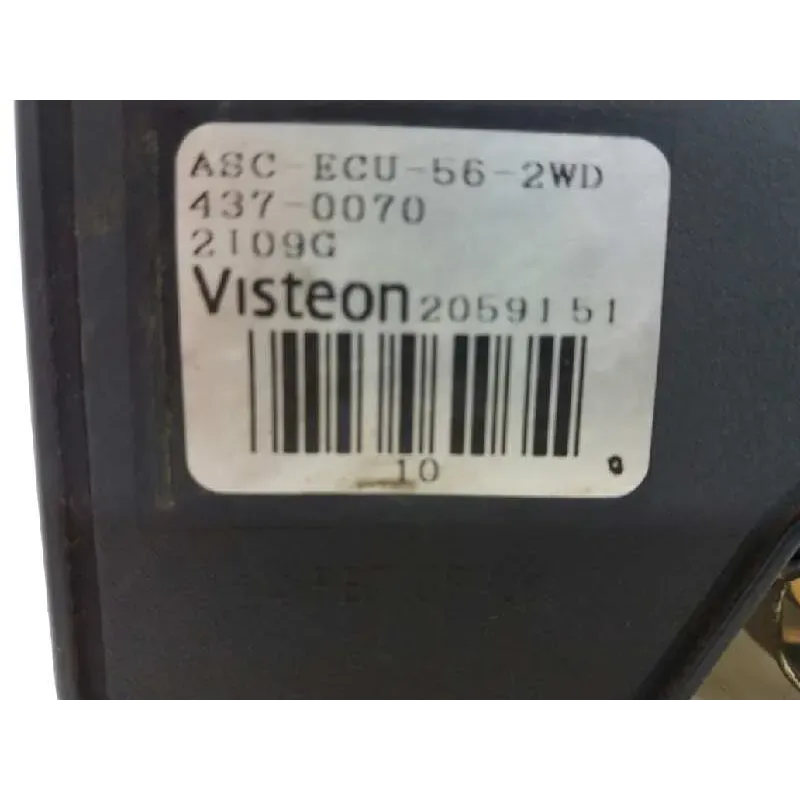 ASC-ECU-56-2WD
437-0070
2109G
Visteon 2059151
10